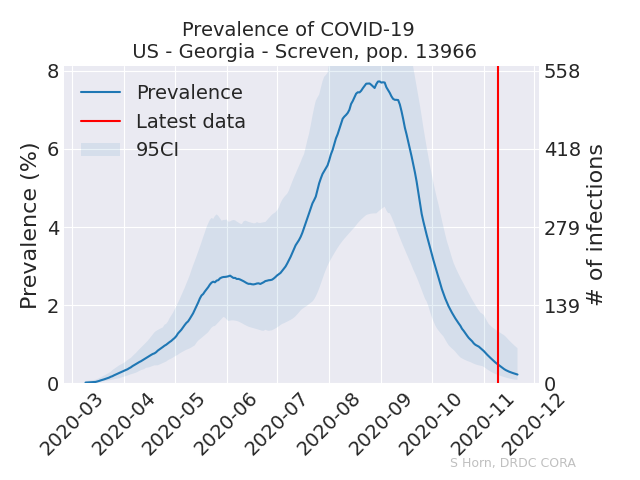 Prevalence of COVID-19
US - Georgia - Screven, pop. 13966
Prevalence (%)
8
6
4
2
0
Prevalence
Latest data
95CI
558
418
279
139
0
# of infections
2020-03
2020-04
2020-05
2020-06
2020-07
2020-08
2020-09
2020-10
2020-11
2020-12
S Horn, DRDC CORA